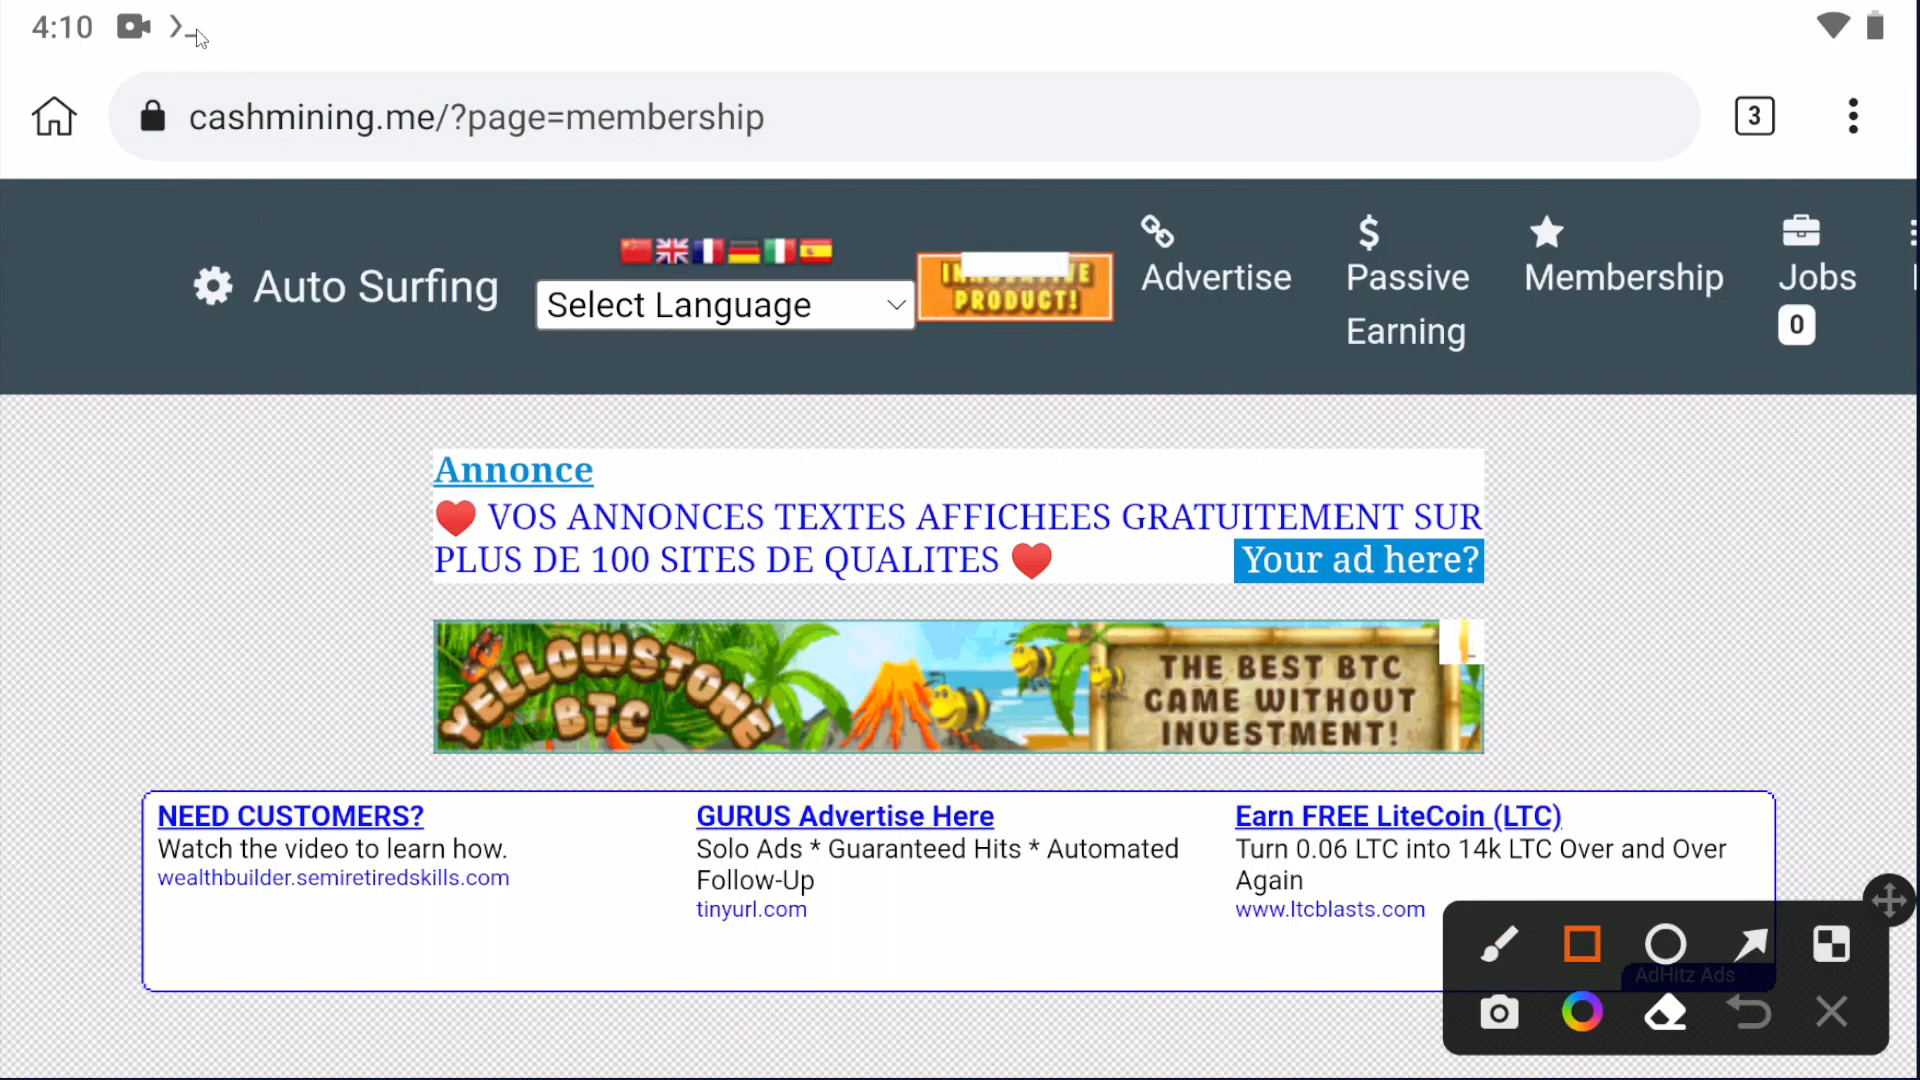 4:10
cashmining.me/?page=membership
3
Auto Surfing
Select Language
PRODUCT!
Advertise
Passive
Earning
Membership
Jobs
0
Annonce
VOS ANNONCES TEXTES AFFICHEES GRATUITEMENT SUR
PLUS DE 100 SITES DE QUALITES
Your ad here?
YELLOWSTONE
BTC
THE BEST BTC
GAME WITHOUT
INVESTMENT!
NEED CUSTOMERS?
Watch the video to learn how.
wealthbuilder.semiretiredskills.com
GURUS Advertise Here
Solo Ads * Guaranteed Hits * Automated
Follow-Up
tinyurl.com
Earn FREE LiteCoin (LTC)
Turn 0.06 LTC into 14k LTC Over and Over
Again
www.ltcblasts.com
AdHitz Ads